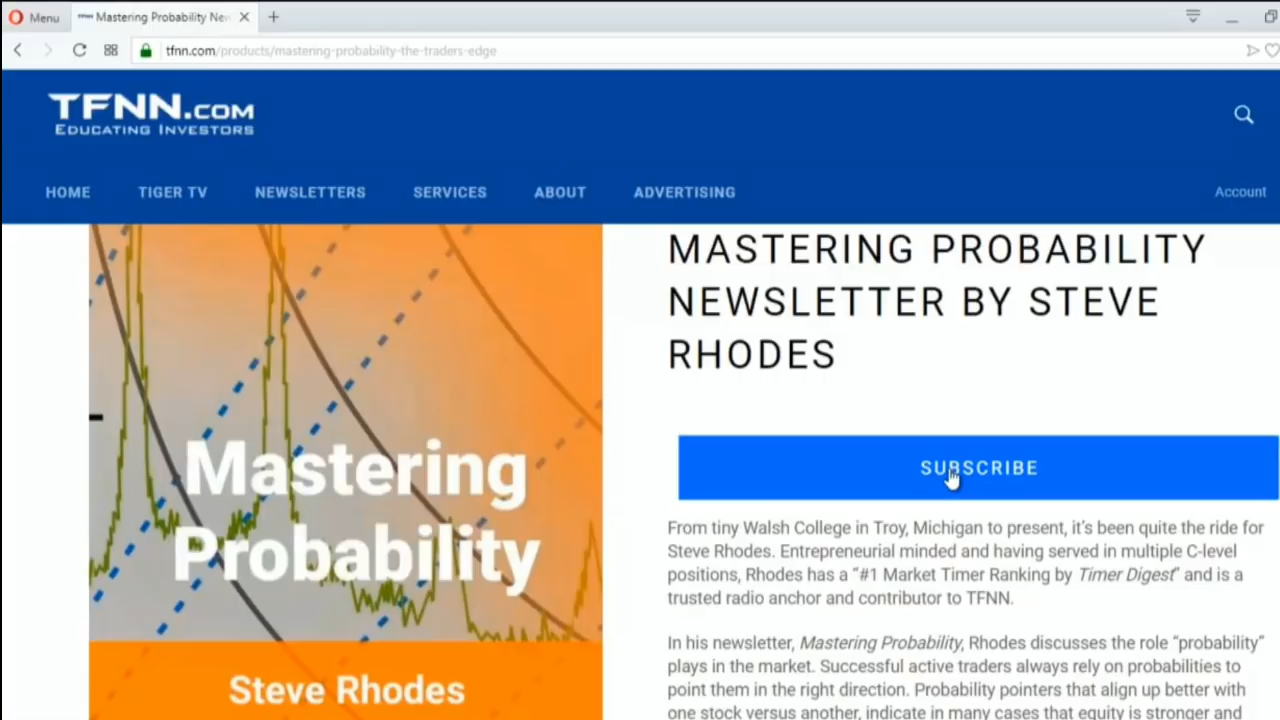 Menu
Mastering Probability Nev
tfnn.com/products/mastering-probability-the-traders-edge
TFNN.COM
EDUCATING INVESTORS
HOME TIGER TV NEWSLETTERS SERVICES ABOUT ADVERTISING Account
MASTERING PROBABILITY
NEWSLETTER BY STEVE
RHODES
Mastering
Probability
Steve Rhodes
SUBSCRIBE
From tiny Walsh College in Troy, Michigan to present, it's been quite the ride for
Steve Rhodes. Entrepreneurial minded and having served in multiple C-level
positions, Rhodes has a “#1 Market Timer Ranking by Timer Digest” and is a
trusted radio anchor and contributor to TFNN.
In his newsletter, Mastering Probability, Rhodes discusses the role “probability”
plays in the market. Successful active traders always rely on probabilities to
point them in the right direction. Probability pointers that align up better with
one stock versus another, indicate in many cases that equity is stronger and